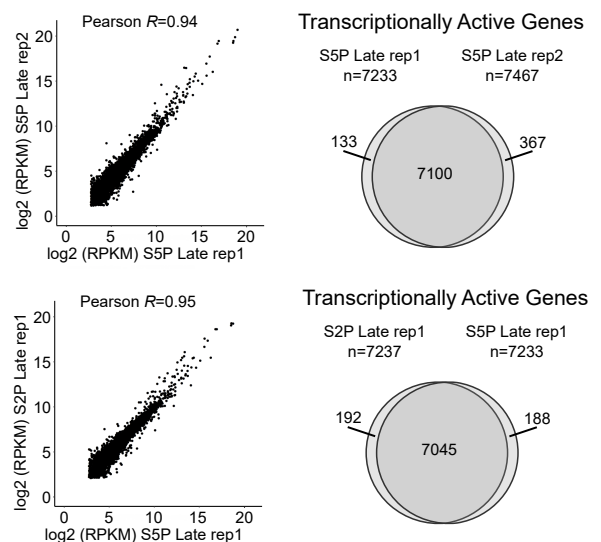 Pearson R=0.94
log2 (RPKM) S5P Late rep2
20
15
10
5
0
0 5 10 15 20
log2 (RPKM) S5P Late rep1
Transcriptionally Active Genes
S5P Late rep1 S5P Late rep2
n=7233 n=7467
133 7100 367
Pearson R=0.95
log2 (RPKM) S2P Late rep1
20
15
10
5
0
0 5 10 15 20
log2 (RPKM) S5P Late rep1
Transcriptionally Active Genes
S2P Late rep1 S5P Late rep1
n=7237 n=7233
192 7045 188